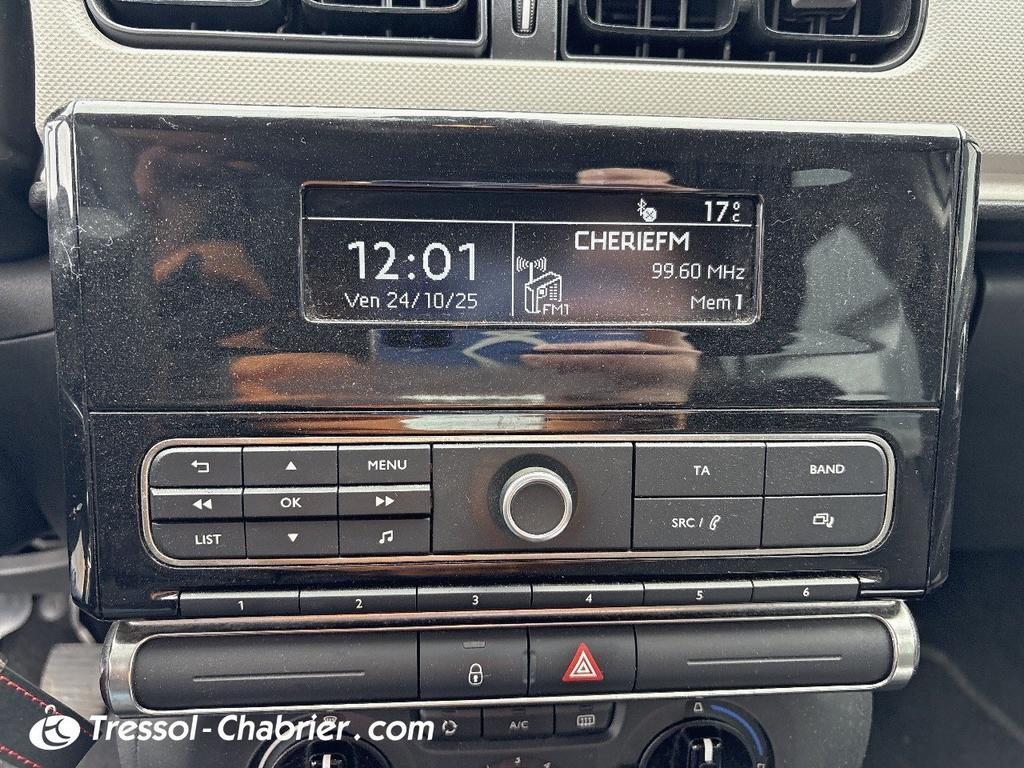 17°C
12:01
Ven 24/10/25
CHERIEFM
99.60 MHz
FM1
Mem 1
MENU
TA
BAND
OK
LIST
SRC /
1 2 3 4 5 6
A/C
Tressol-Chabrier.com